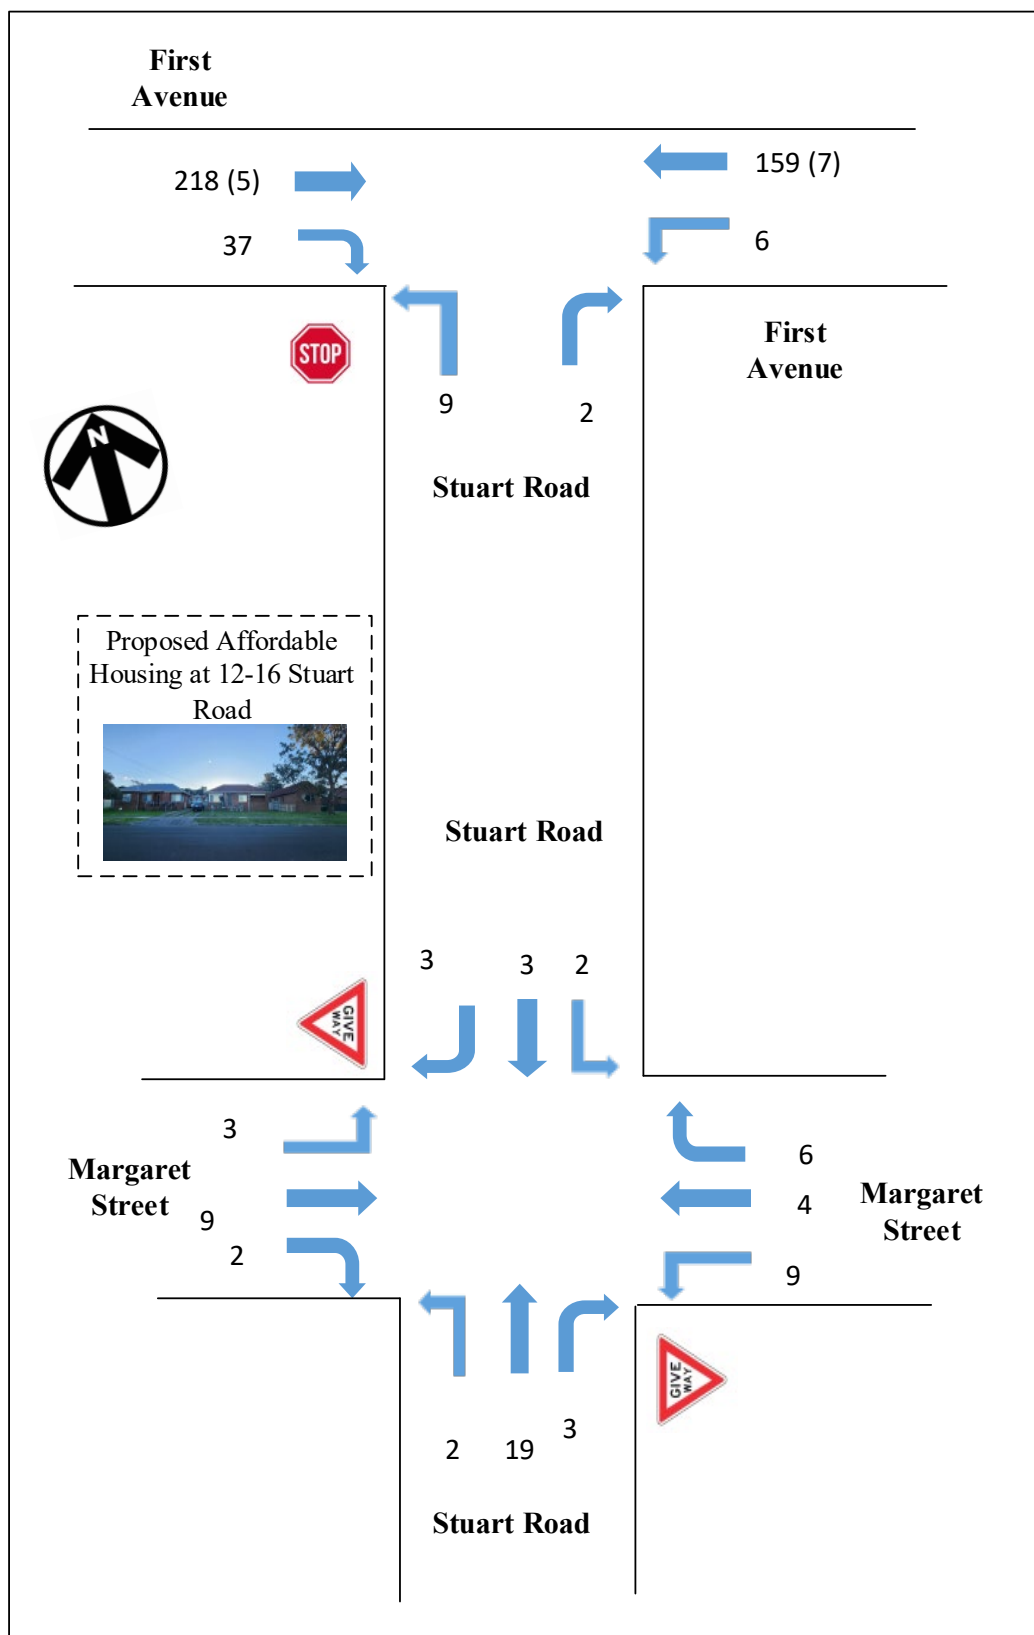 First
Avenue
218 (5)
159 (7)
37
6
STOP
First
Avenue
9
2
N
Stuart Road
Proposed Affordable
Housing at 12-16 Stuart
Road
Stuart Road
3
3
2
GIVE
WAY
3
6
Margaret
Street
9
4
Margaret
Street
2
9
GIVE
WAY
2
19
3
Stuart Road